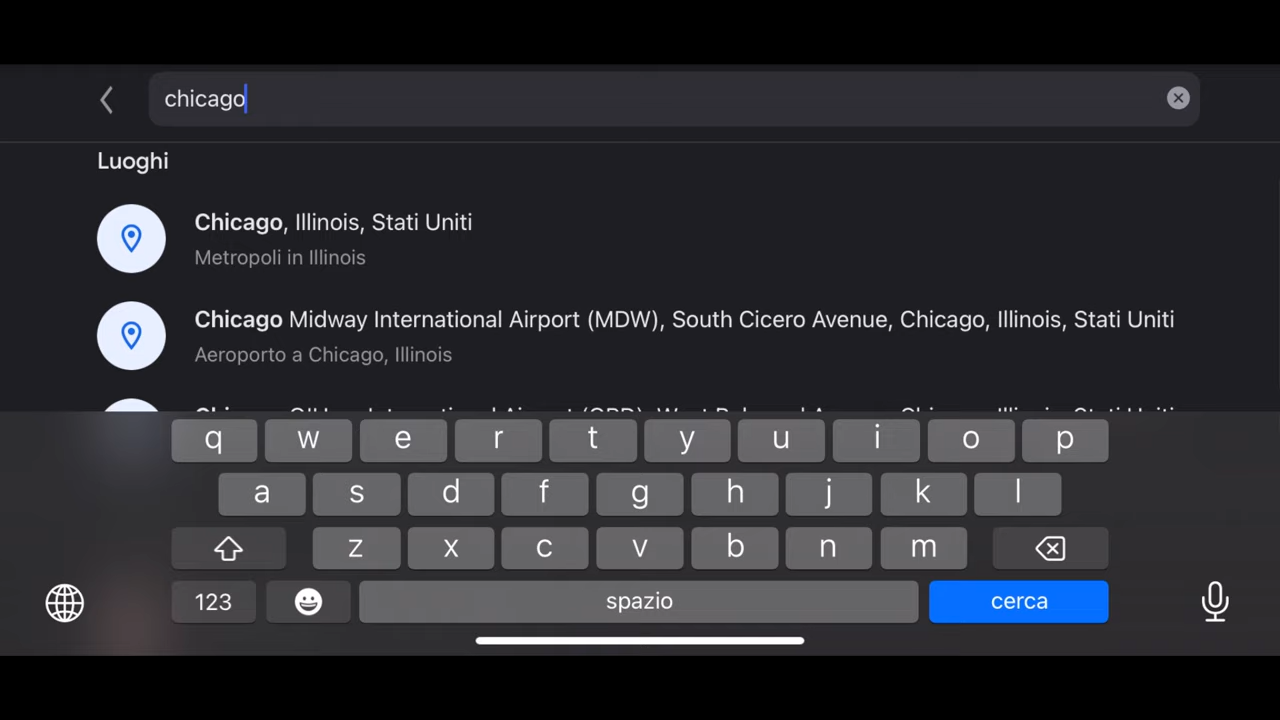 chicago
Luoghi
Chicago, Illinois, Stati Uniti
Metropoli in Illinois
Chicago Midway International Airport (MDW), South Cicero Avenue, Chicago, Illinois, Stati Uniti
Aeroporto a Chicago, Illinois
q w e r t y u i o p
a s d f g h j k l
z x c v b n m
123 spazio cerca